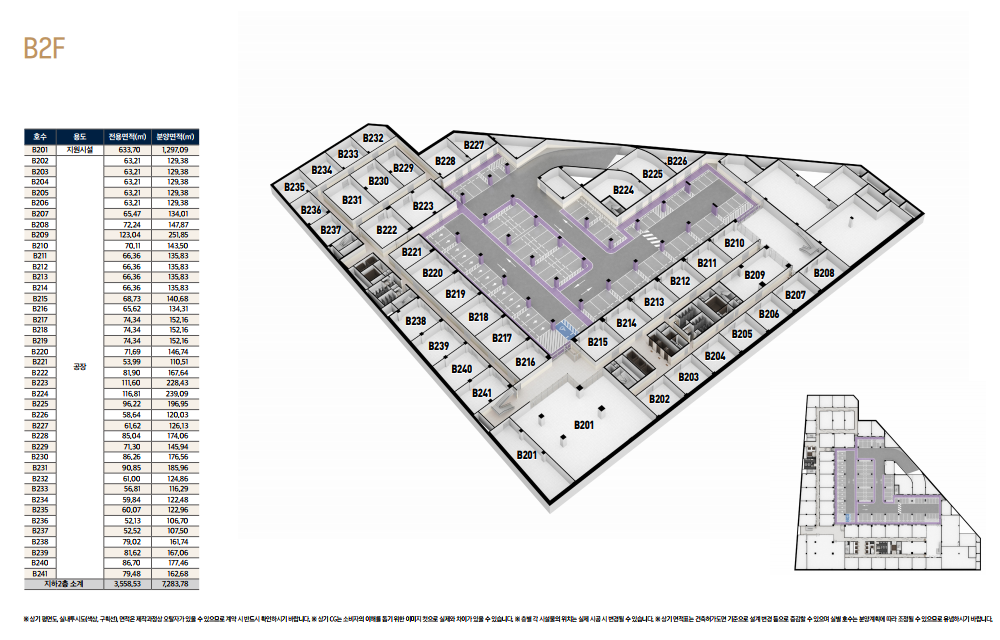 B2F
호수 용도 전용면적(㎡) 분양면적(㎡)
B201 지원시설 633,70 1,297,09
B202 63,21 129,38
B203 63,21 129,38
B204 63,21 129,38
B205 63,21 129,38
B206 63,21 129,38
B207 65,47 134,01
B208 72,24 147,87
B209 123,04 251,85
B210 70,11 143,50
B211 66,36 135,83
B212 66,36 135,83
B213 66,36 135,83
B214 66,36 135,83
B215 68,73 140,68
B216 65,62 134,31
B217 74,34 152,16
B218 74,34 152,16
B219 74,34 152,16
B220 71,69 146,74
B221 53,99 110,51
공장
B222 81,90 167,64
B223 111,60 228,43
B224 116,81 239,09
B225 96,22 196,95
B226 58,64 120,03
B227 61,62 126,13
B228 85,04 174,06
B229 71,30 145,94
B230 86,26 176,56
B231 90,85 185,96
B232 61,00 124,86
B233 56,81 116,29
B234 59,84 122,48
B235 60,07 122,96
B236 52,13 106,70
B237 52,52 107,50
B238 79,02 161,74
B239 81,62 167,06
B240 86,70 177,46
B241 79,48 162,68
지하2층 소계 3,558,53 7,283,78
B232
B233
B234
B235
B236
B237
B227
B228
B229
B230
B231
B223
B222
B226
B225
B224
B221
B220
B219
B218
B217
B216
B210
B211
B212
B213
B214
B215
B209
B208
B207
B206
B205
B204
B203
B202
B238
B239
B240
B241
B201
B201
※ 상기 평면도, 실내투시도(색상, 구획선), 면적은 제작과정상 오탈자가 있을 수 있으므로 계약 시 반드시 확인하시기 바랍니다. ※ 상기 CG는 소비자의 이해를 돕기 위한 이미지 컷으로 실제와 차이가 있을 수 있습니다. ※ 층별 각 시설물의 위치는 실제 시공 시 변경될 수 있습니다. ※ 상기 면적표는 건축허가도면 기준으로 설계 변경 등으로 증감될 수 있으며 실별 호수는 분양계획에 따라 조정될 수 있으므로 유념하시기 바랍니다.